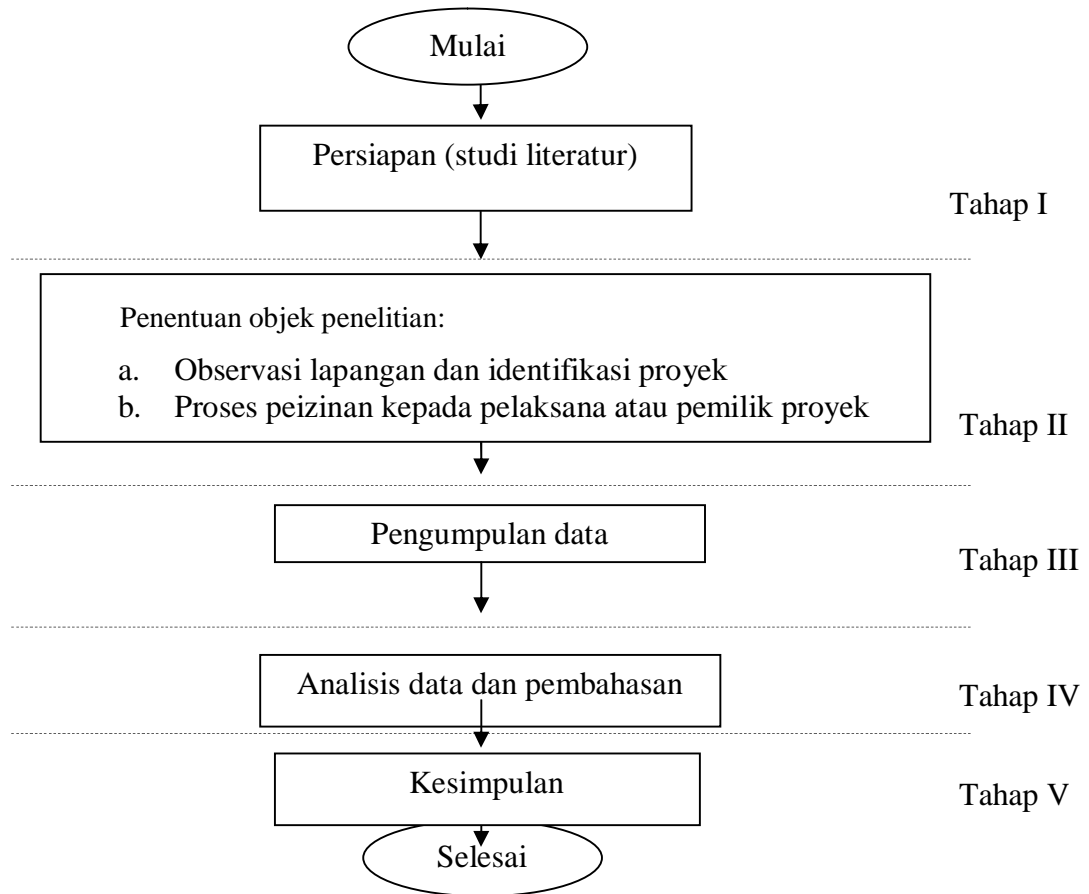 Mulai
Persiapan (studi literatur)
Tahap I
Penentuan objek penelitian:
a. Observasi lapangan dan identifikasi proyek
b. Proses peizinan kepada pelaksana atau pemilik proyek
Tahap II
Pengumpulan data
Tahap III
Analisis data dan pembahasan
Tahap IV
Kesimpulan
Tahap V
Selesai